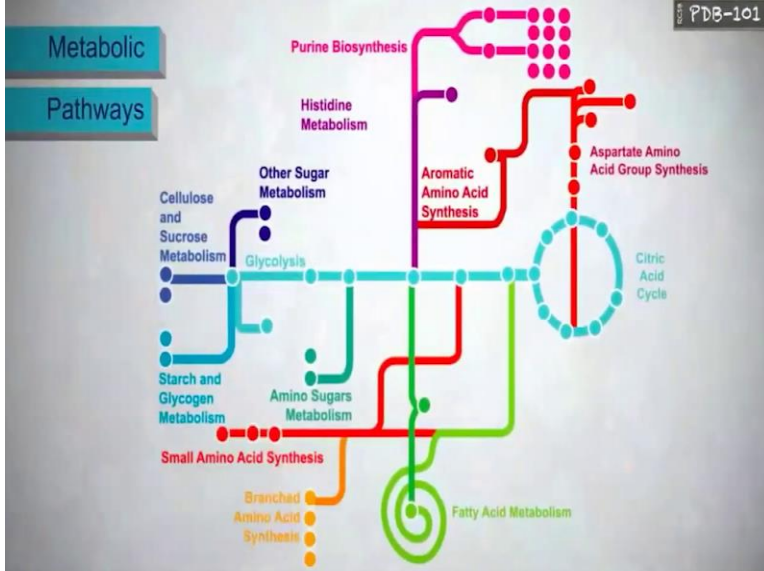 PDB-101
Metabolic
Pathways
Purine Biosynthesis
Histidine
Metabolism
Other Sugar
Metabolism
Aromatic
Amino Acid
Synthesis
Aspartate Amino
Acid Group Synthesis
Cellulose
and
Sucrose
Metabolism
Glycolysis
Citric
Acid
Cycle
Starch and
Glycogen
Metabolism
Amino Sugars
Metabolism
Small Amino Acid Synthesis
Branched
Amino Acid
Synthesis
Fatty Acid Metabolism